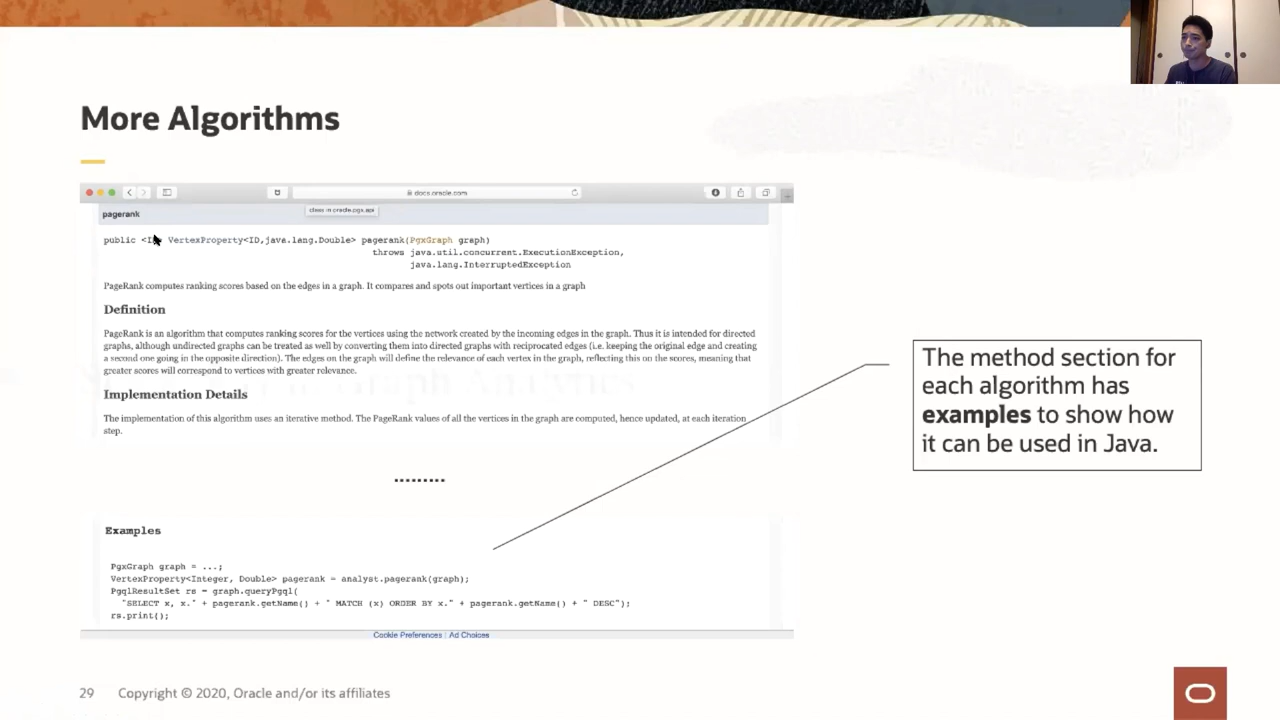 More Algorithms
docs.oracle.com
class in oracle.pgx.api
pagerank
public <ID> VertexProperty<ID,java.lang.Double> pagerank(PgxGraph graph)
throws java.util.concurrent.ExecutionException,
java.lang.InterruptedException
PageRank computes ranking scores based on the edges in a graph. It compares and spots out important vertices in a graph
Definition
PageRank is an algorithm that computes ranking scores for the vertices using the network created by the incoming edges in the graph. Thus it is intended for directed
graphs, although undirected graphs can be treated as well by converting them into directed graphs with reciprocated edges (i.e. keeping the original edge and creating
a second one going in the opposite direction). The edges on the graph will define the relevance of each vertex in the graph, reflecting this on the scores, meaning that
greater scores will correspond to vertices with greater relevance.
Implementation Details
The implementation of this algorithm uses an iterative method. The PageRank values of all the vertices in the graph are computed, hence updated, at each iteration
step.
.........
Examples
PgxGraph graph = ...;
VertexProperty<Integer, Double> pagerank = analyst.pagerank(graph);
PgqlResultSet rs = graph.queryPgql(
"SELECT x, x." + pagerank.getName() + " MATCH (x) ORDER BY x." + pagerank.getName() + " DESC");
rs.print();
Cookie Preferences | Ad Choices
The method section for
each algorithm has
examples to show how
it can be used in Java.
29 Copyright © 2020, Oracle and/or its affiliates